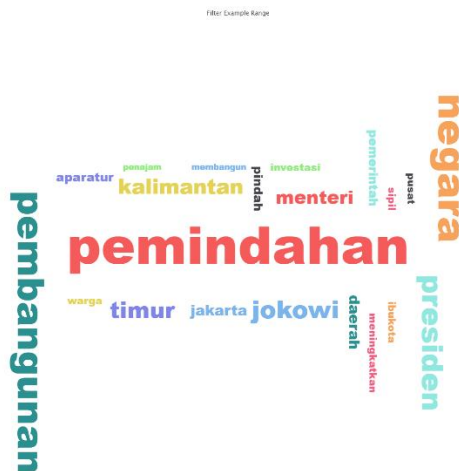 Filter Example Range
negara
pemerintah
penajam
membangun
investasi
aparatur
kalimantan
pindah
menteri
sipil
pusat
pembangunan
pemindahan
presiden
warga
timur
jakarta
jokowi
daerah
meningkatkan
ibukota